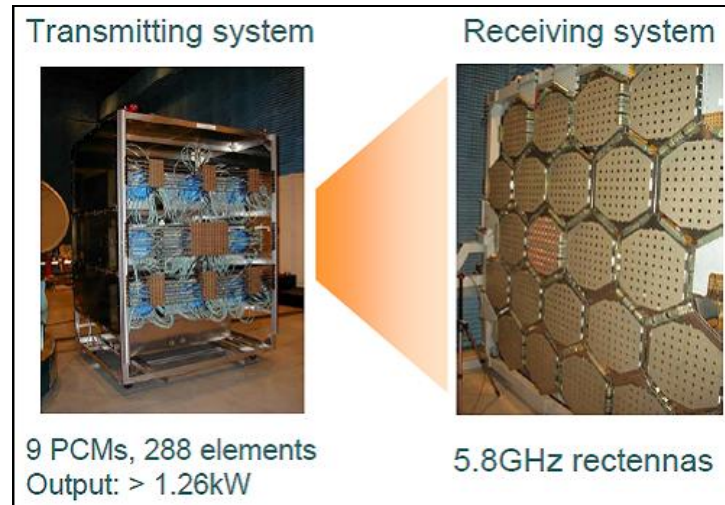 Transmitting system
Receiving system
9 PCMs, 288 elements
Output: > 1.26kW
5.8GHz rectennas